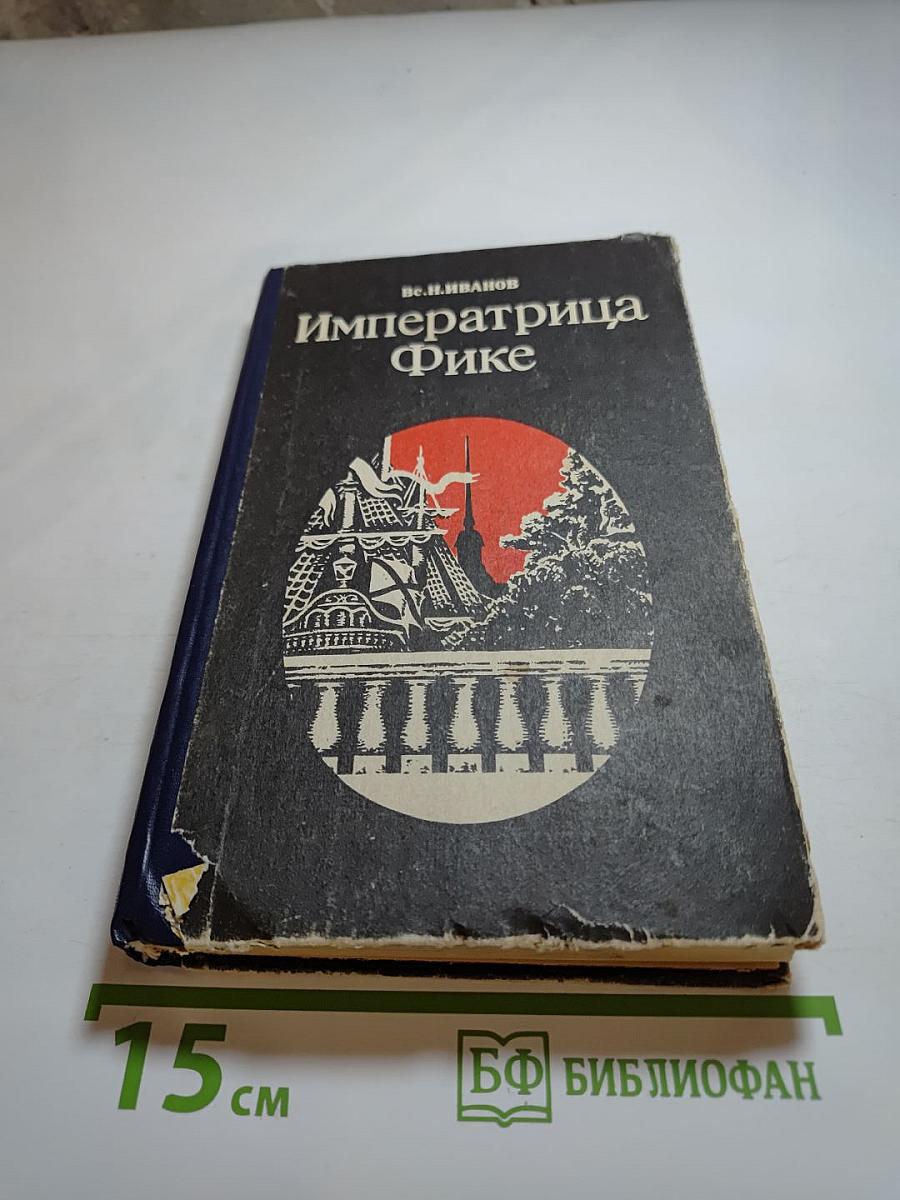 Вс.Н.Иванов
Императрица
Фике
15 см
БФ БИБЛИОФАН